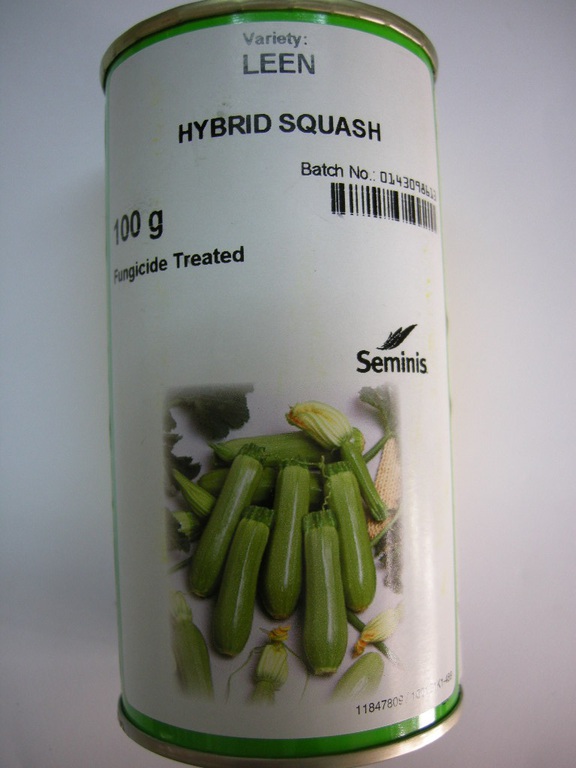 Variety:
LEEN
HYBRID SQUASH
Batch No.:
100 g
Fungicide Treated
Seminis